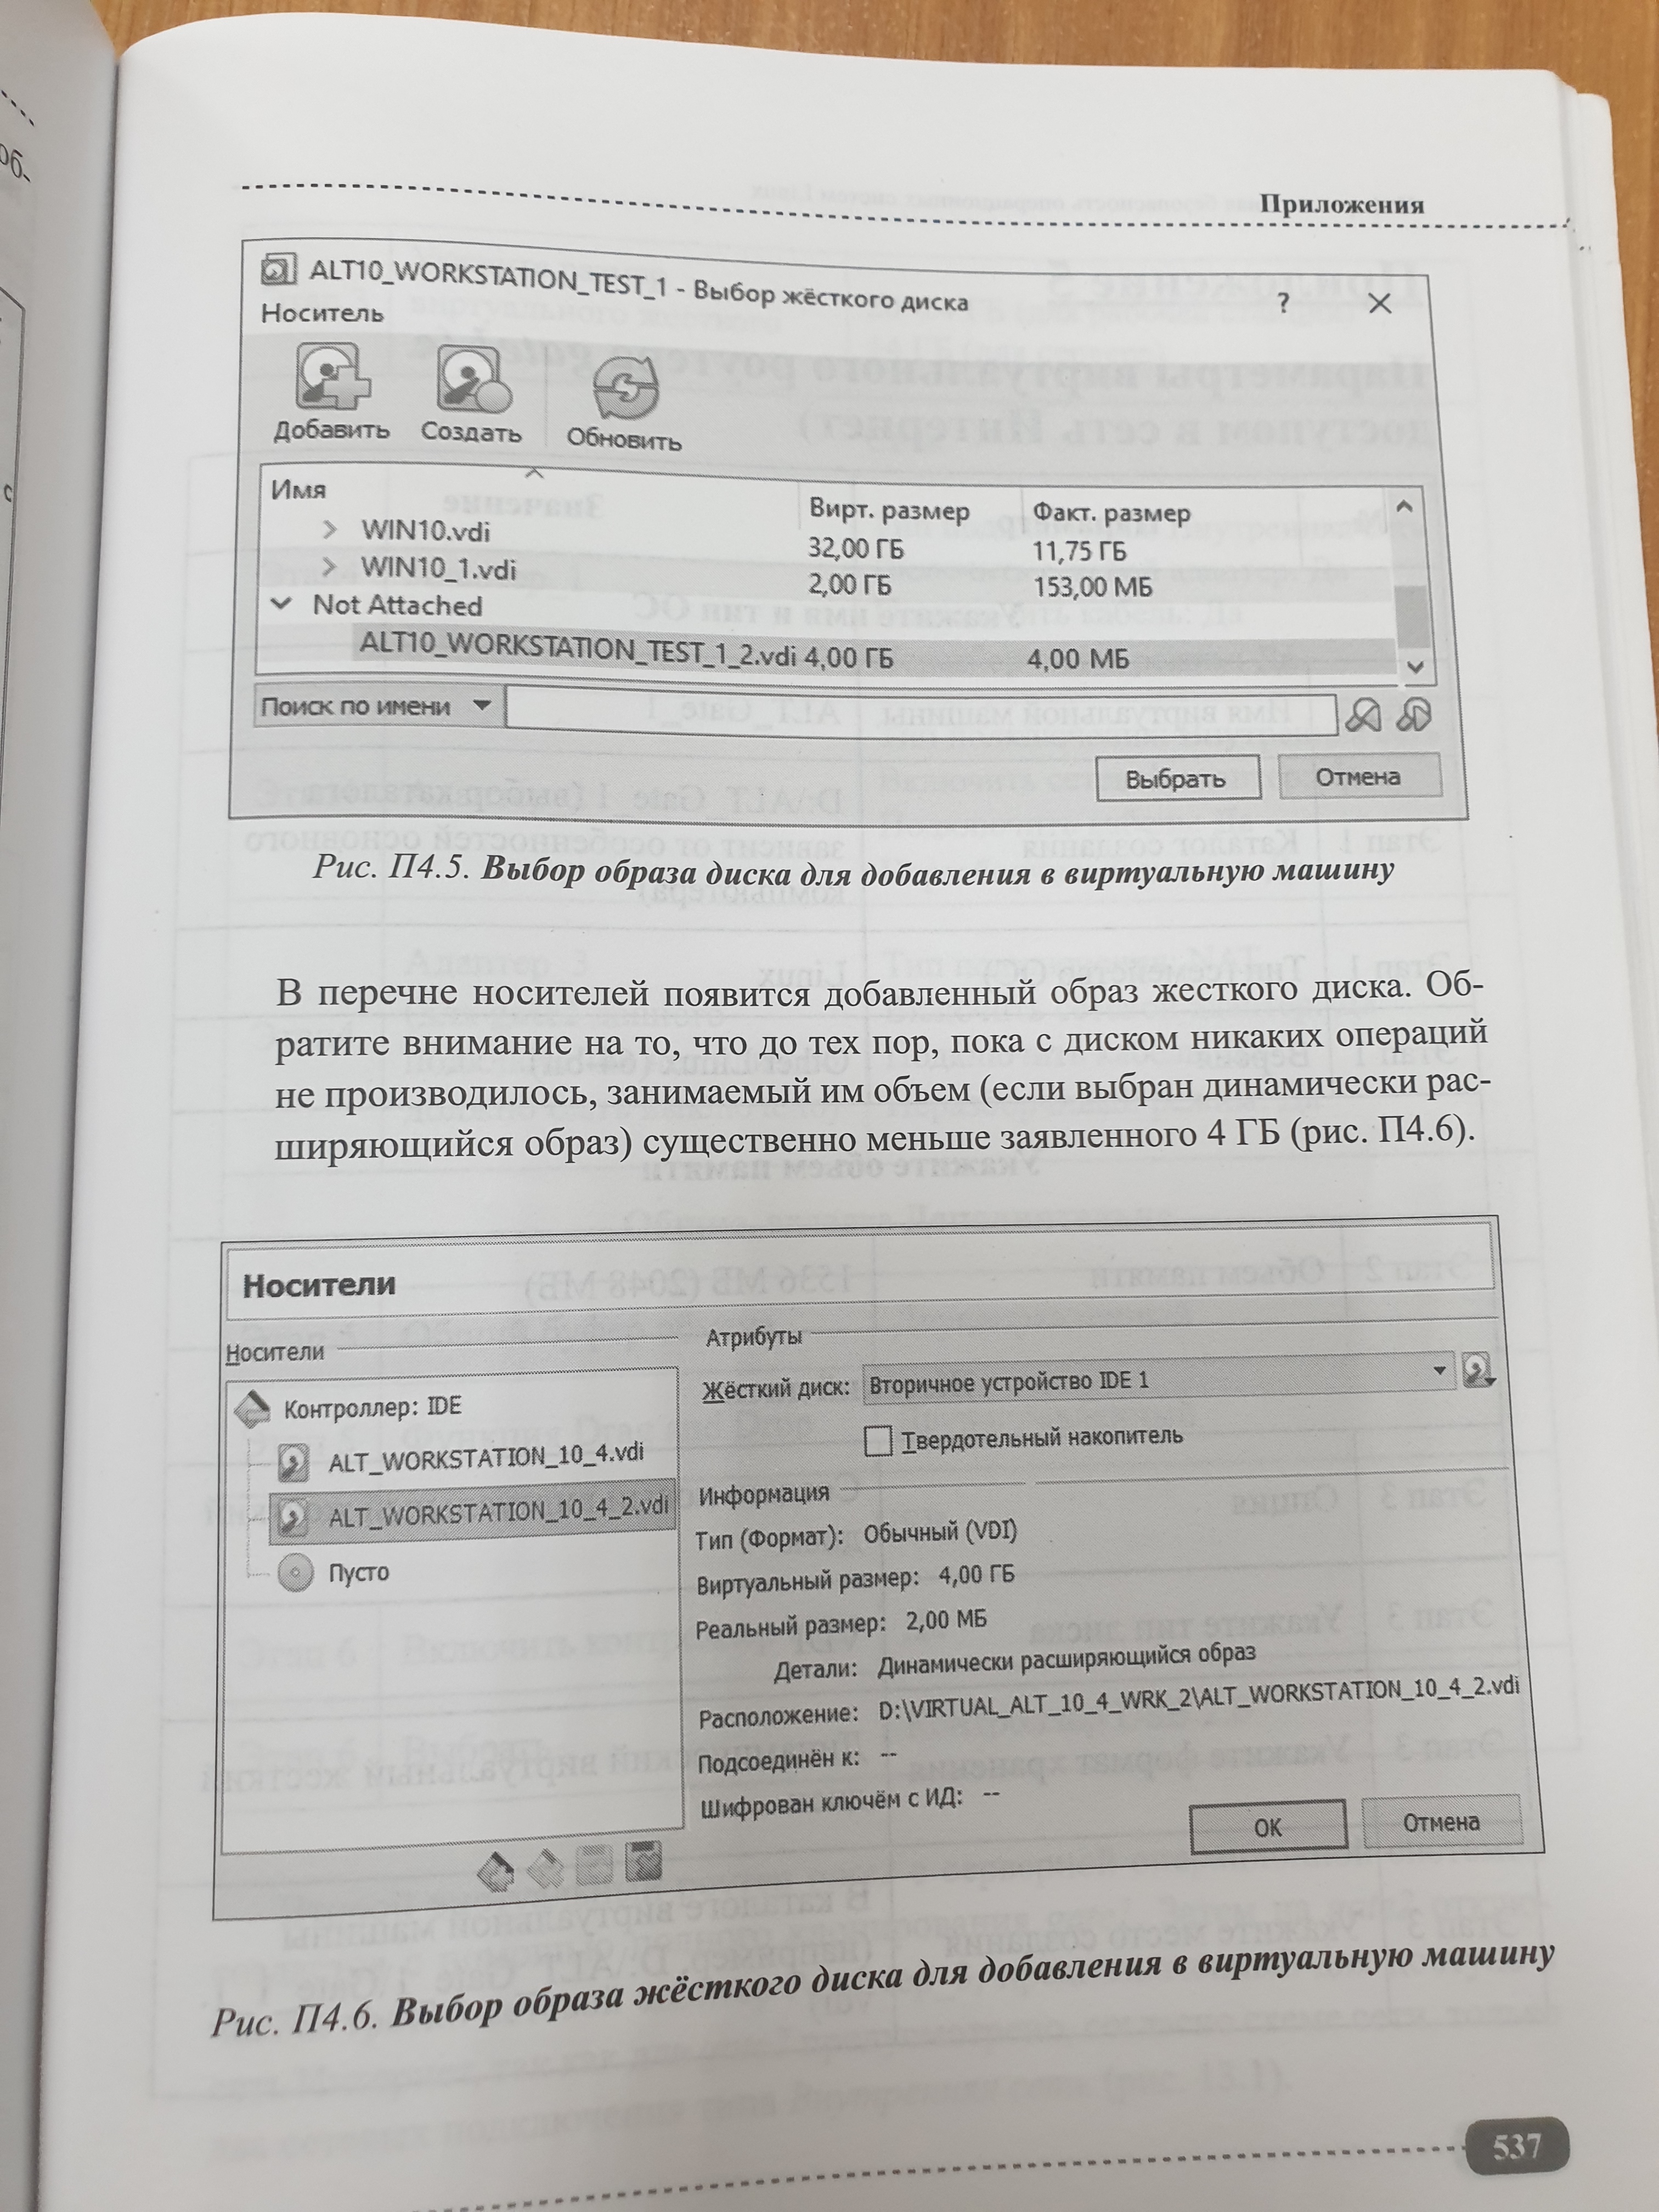 об-
с
Приложения
ALT10_WORKSTATION_TEST_1 - Выбор жёсткого диска ? ×
Носитель
Добавить Создать Обновить
Имя Вирт. размер Факт. размер
WIN10.vdi 32,00 ГБ 11,75 ГБ
WIN10_1.vdi 2,00 ГБ 153,00 МБ
Not Attached
ALT10_WORKSTATION_TEST_1_2.vdi 4,00 ГБ 4,00 МБ
Поиск по имени
Выбрать Отмена
Рис. П4.5. Выбор образа диска для добавления в виртуальную машину
В перечне носителей появится добавленный образ жесткого диска. Об-
ратите внимание на то, что до тех пор, пока с диском никаких операций
не производилось, занимаемый им объем (если выбран динамически рас-
ширяющийся образ) существенно меньше заявленного 4 ГБ (рис. П4.6).
Носители
Носители
Контроллер: IDE
ALT_WORKSTATION_10_4.vdi
ALT_WORKSTATION_10_4_2.vdi
Пусто
Атрибуты
Жёсткий диск: Вторичное устройство IDE 1
Твердотельный накопитель
Информация
Тип (Формат): Обычный (VDI)
Виртуальный размер: 4,00 ГБ
Реальный размер: 2,00 МБ
Детали: Динамически расширяющийся образ
Расположение: D:\VIRTUAL_ALT_10_4_WRK_2\ALT_WORKSTATION_10_4_2.vdi
Подсоединён к: --
Шифрован ключём с ИД: --
OK Отмена
Рис. П4.6. Выбор образа жёсткого диска для добавления в виртуальную машину
537